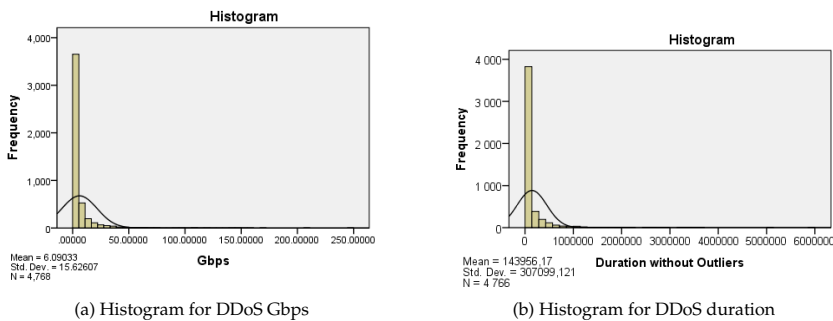 Histogram
4,000
3,000
2,000
1,000
0
Frequency
.00000
50.00000
100.00000
150.00000
200.00000
250.00000
Gbps
Mean = 6.09033
Std. Dev. = 15.62607
N = 4,768
(a) Histogram for DDoS Gbps
Histogram
4 000
3 000
2 000
1 000
0
Frequency
0
1000000
2000000
3000000
4000000
5000000
6000000
Duration without Outliers
Mean = 143956,17
Std. Dev. = 307099,121
N = 4 766
(b) Histogram for DDoS duration